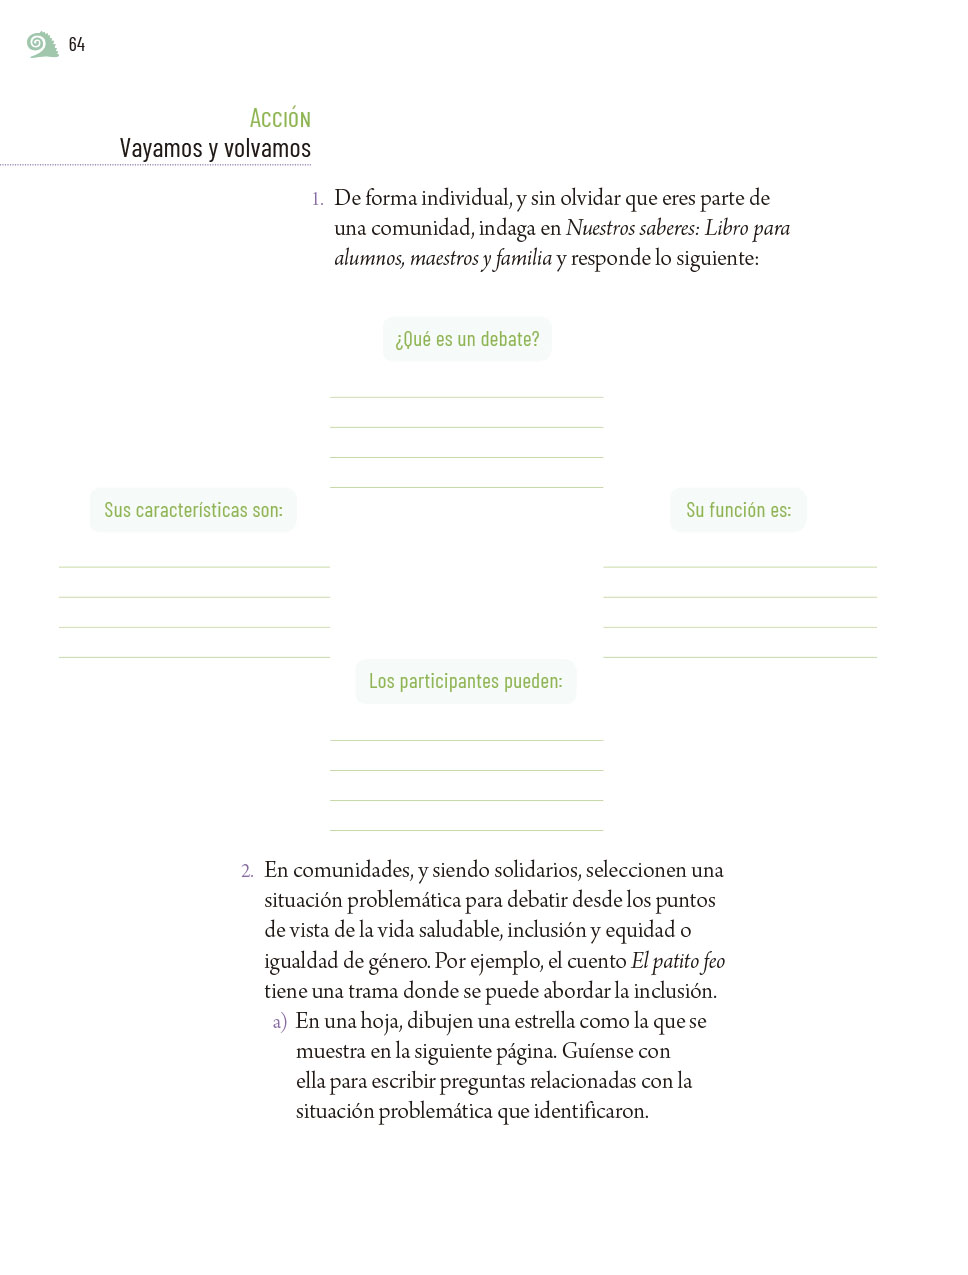 64
Acción
Vayamos y volvamos
1. De forma individual, y sin olvidar que eres parte de
una comunidad, indaga en Nuestros saberes: Libro para
alumnos, maestros y familia y responde lo siguiente:
¿Qué es un debate?
Sus características son:
Su función es:
Los participantes pueden:
2. En comunidades, y siendo solidarios, seleccionen una
situación problemática para debatir desde los puntos
de vista de la vida saludable, inclusión y equidad o
igualdad de género. Por ejemplo, el cuento El patito feo
tiene una trama donde se puede abordar la inclusión.
a) En una hoja, dibujen una estrella como la que se
muestra en la siguiente página. Guíense con
ella para escribir preguntas relacionadas con la
situación problemática que identificaron.